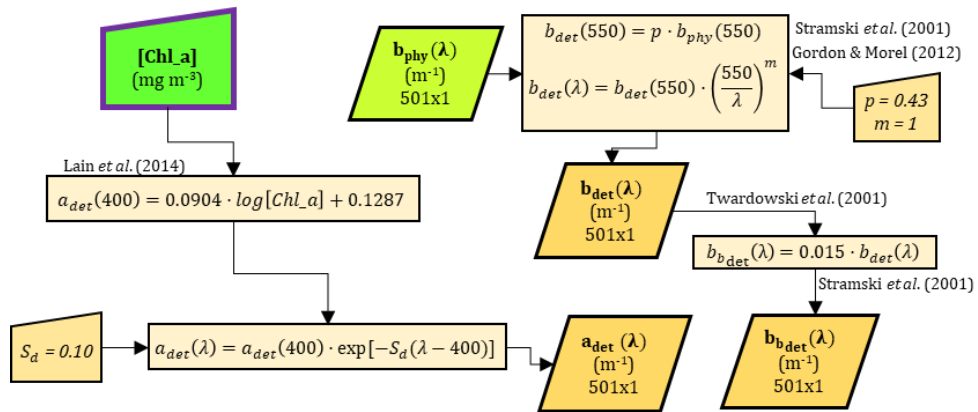 [Chl_a]
(mg m⁻³)
Lain et al. (2014)
a_det(400) = 0.0904 · log[Chl_a] + 0.1287
S_d = 0.10
a_det(λ) = a_det(400) · exp[−S_d(λ − 400)]
a_det(λ)
(m⁻¹)
501x1
b_phy(λ)
(m⁻¹)
501x1
b_det(550) = p · b_phy(550)
b_det(λ) = b_det(550) · (550/λ)^m
Stramski et al. (2001)
Gordon & Morel (2012)
p = 0.43
m = 1
b_det(λ)
(m⁻¹)
501x1
Twardowski et al. (2001)
b_b_det(λ) = 0.015 · b_det(λ)
Stramski et al. (2001)
b_b_det(λ)
(m⁻¹)
501x1